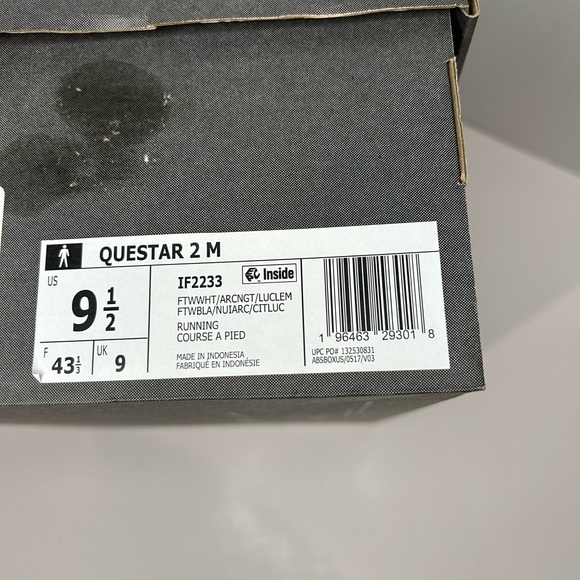 QUESTAR 2 M
US
9 1/2
F
43 1/3
UK
9
IF2233
Inside
FTWWHT/ARCNGT/LUCLEM
FTWBLA/NUIARC/CITLUC
RUNNING
COURSE A PIED
MADE IN INDONESIA
FABRIQUÉ EN INDONÉSIE
1 96463 29301 8
UPC PO# 132530831
ABSBOXUS/0517/V03